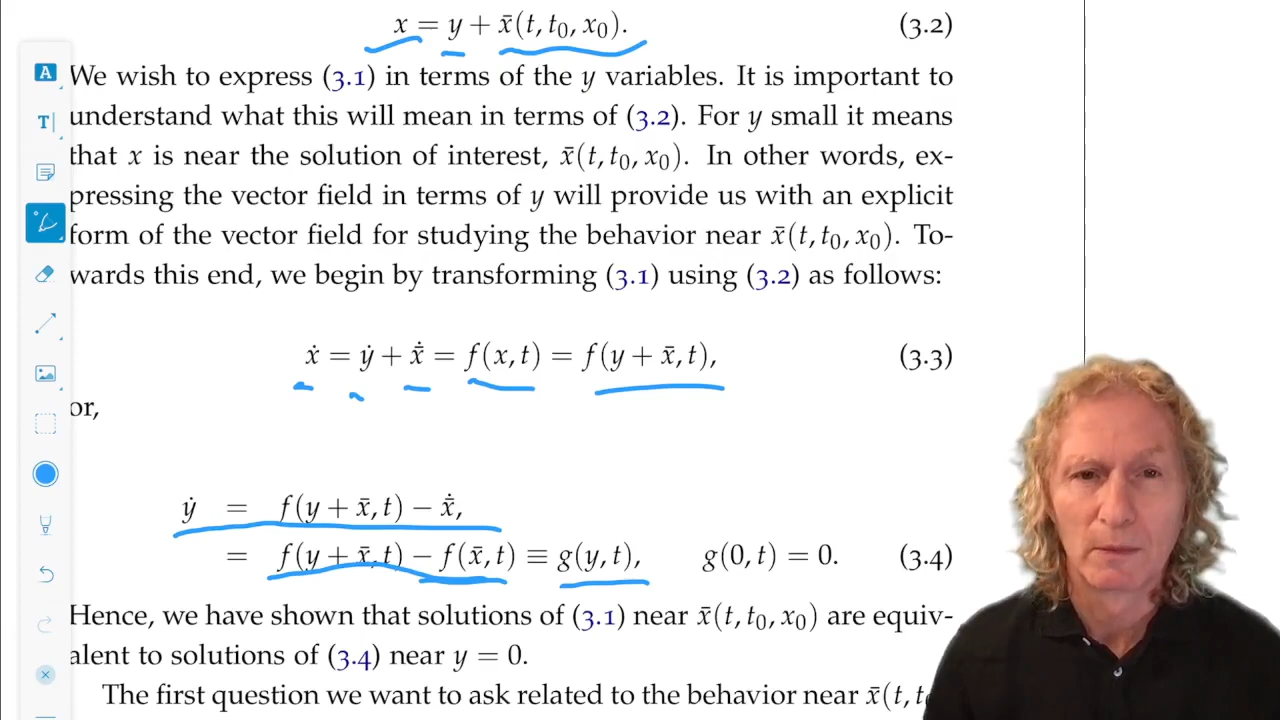 x = y + x̄(t, t₀, x₀). (3.2)
We wish to express (3.1) in terms of the y variables. It is important to
understand what this will mean in terms of (3.2). For y small it means
that x is near the solution of interest, x̄(t, t₀, x₀). In other words, ex-
pressing the vector field in terms of y will provide us with an explicit
form of the vector field for studying the behavior near x̄(t, t₀, x₀). To-
wards this end, we begin by transforming (3.1) using (3.2) as follows:
ẋ = ẏ + x̄̇ = f(x, t) = f(y + x̄, t), (3.3)
or,
ẏ = f(y + x̄, t) − x̄̇,
= f(y + x̄, t) − f(x̄, t) ≡ g(y, t), g(0, t) = 0. (3.4)
Hence, we have shown that solutions of (3.1) near x̄(t, t₀, x₀) are equiv-
alent to solutions of (3.4) near y = 0.
The first question we want to ask related to the behavior near x̄(t, t